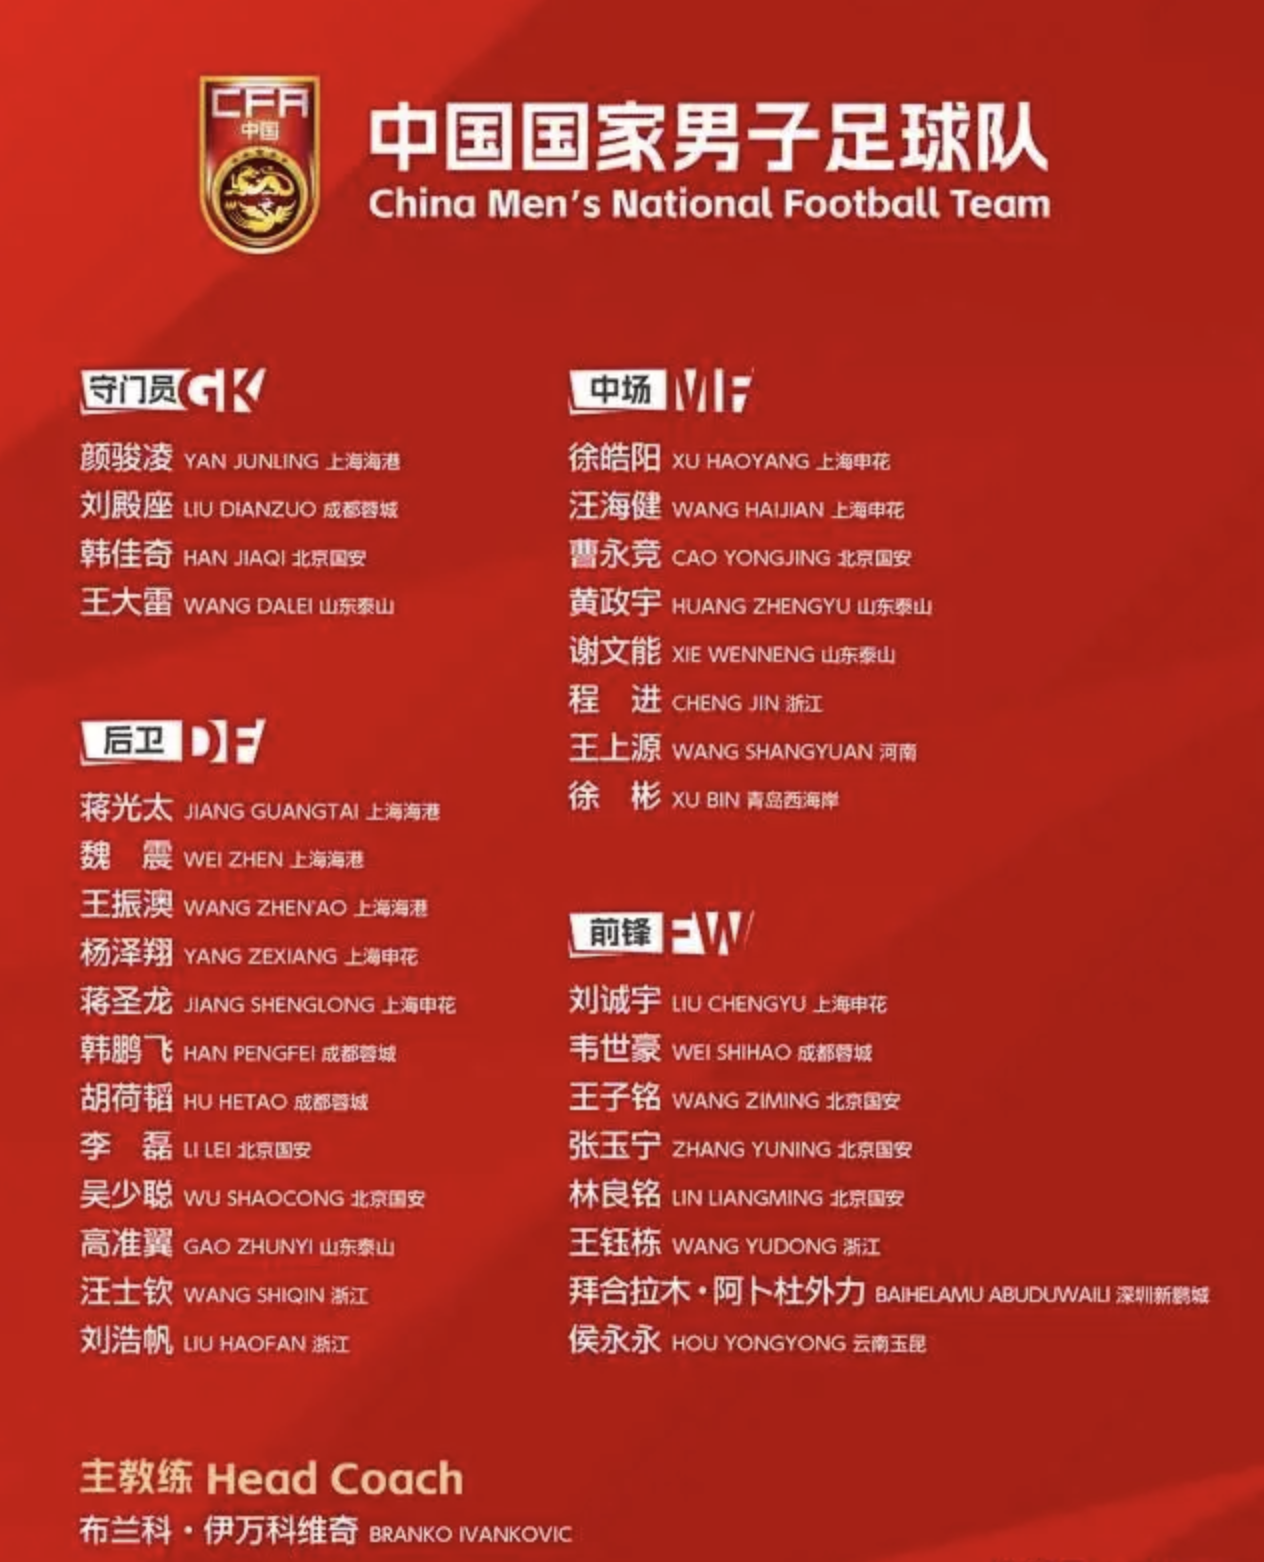 CFA
中国
中国国家男子足球队
China Men's National Football Team
守门员 GK
颜骏凌 YAN JUNLING 上海海港
刘殿座 LIU DIANZUO 成都蓉城
韩佳奇 HAN JIAQI 北京国安
王大雷 WANG DALEI 山东泰山
后卫 DF
蒋光太 JIANG GUANGTAI 上海海港
魏 震 WEI ZHEN 上海海港
王振澳 WANG ZHEN'AO 上海海港
杨泽翔 YANG ZEXIANG 上海申花
蒋圣龙 JIANG SHENGLONG 上海申花
韩鹏飞 HAN PENGFEI 成都蓉城
胡荷韬 HU HETAO 成都蓉城
李 磊 LI LEI 北京国安
吴少聪 WU SHAOCONG 北京国安
高准翼 GAO ZHUNYI 山东泰山
汪士钦 WANG SHIQIN 浙江
刘浩帆 LIU HAOFAN 浙江
中场 MF
徐皓阳 XU HAOYANG 上海申花
汪海健 WANG HAIJIAN 上海申花
曹永竞 CAO YONGJING 北京国安
黄政宇 HUANG ZHENGYU 山东泰山
谢文能 XIE WENNENG 山东泰山
程 进 CHENG JIN 浙江
王上源 WANG SHANGYUAN 河南
徐 彬 XU BIN 青岛西海岸
前锋 FW
刘诚宇 LIU CHENGYU 上海申花
韦世豪 WEI SHIHAO 成都蓉城
王子铭 WANG ZIMING 北京国安
张玉宁 ZHANG YUNING 北京国安
林良铭 LIN LIANGMING 北京国安
王钰栋 WANG YUDONG 浙江
拜合拉木·阿卜杜外力 BAIHELAMU ABUDUWAILI 深圳新鹏城
侯永永 HOU YONGYONG 云南玉昆
主教练 Head Coach
布兰科·伊万科维奇 BRANKO IVANKOVIC